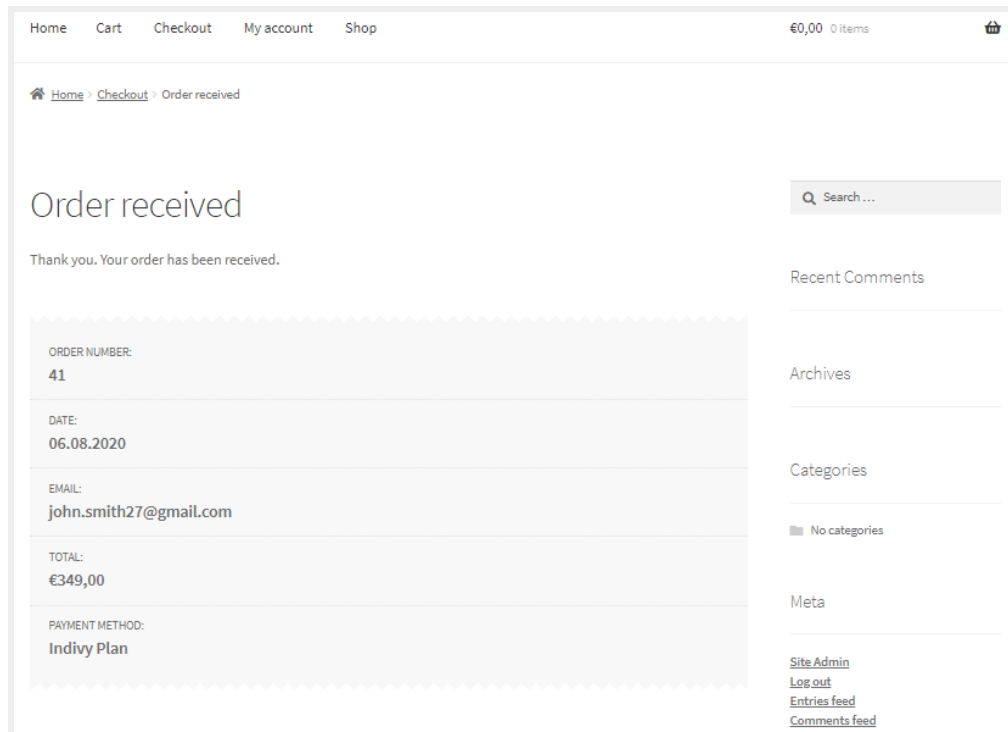 Home Cart Checkout My account Shop €0,00 0 items
Home > Checkout > Order received
Order received
Thank you. Your order has been received.
ORDER NUMBER:
41
DATE:
06.08.2020
EMAIL:
john.smith27@gmail.com
TOTAL:
€349,00
PAYMENT METHOD:
Indivy Plan
Search ...
Recent Comments
Archives
Categories
No categories
Meta
Site Admin
Log out
Entries feed
Comments feed